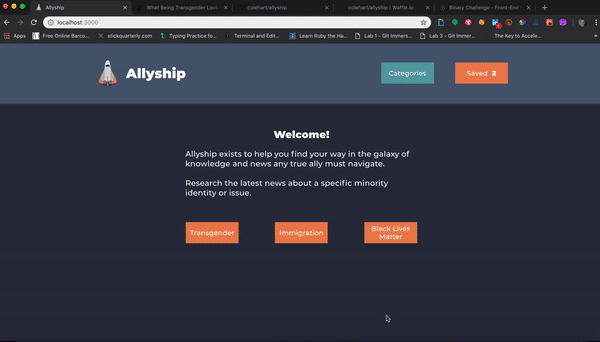 Allyship
What Being Transgender Look
colehart/allyship
colehart/allyship | Waffle.io
Binary Challenge - Front-End
localhost:3000
Apps
Free Online Barco...
slickquarterly.com
Typing Practice fo...
Terminal and Edit...
Learn Ruby the Ha...
Lab 1 - Git Immers...
Lab 3 - Git Immer...
The Key to Accele...
Allyship
Categories
Saved 2
Welcome!
Allyship exists to help you find your way in the galaxy of
knowledge and news any true ally must navigate.
Research the latest news about a specific minority
identity or issue.
Transgender
Immigration
Black Lives
Matter